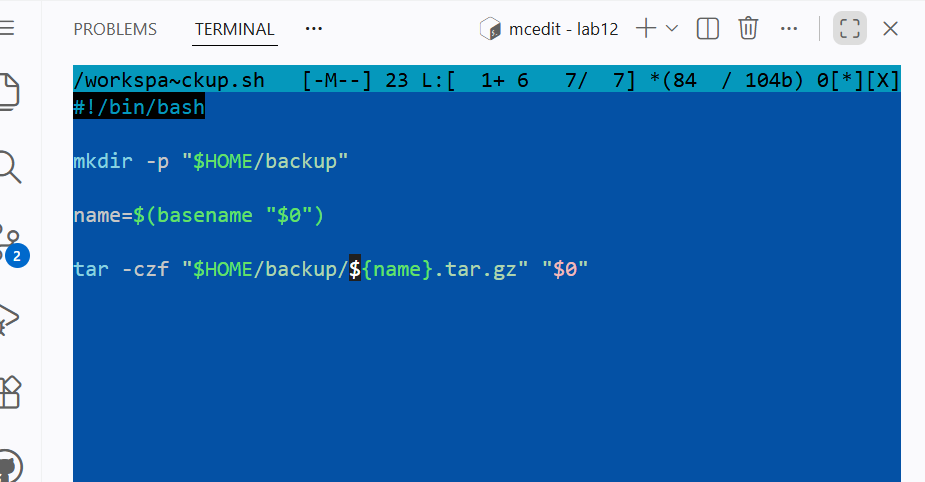 PROBLEMS TERMINAL ··· mcedit - lab12 ···
/workspa~ckup.sh [-M--] 23 L:[ 1+ 6 7/ 7] *(84 / 104b) 0[*][X]
#!/bin/bash
mkdir -p "$HOME/backup"
name=$(basename "$0")
2
tar -czf "$HOME/backup/${name}.tar.gz" "$0"